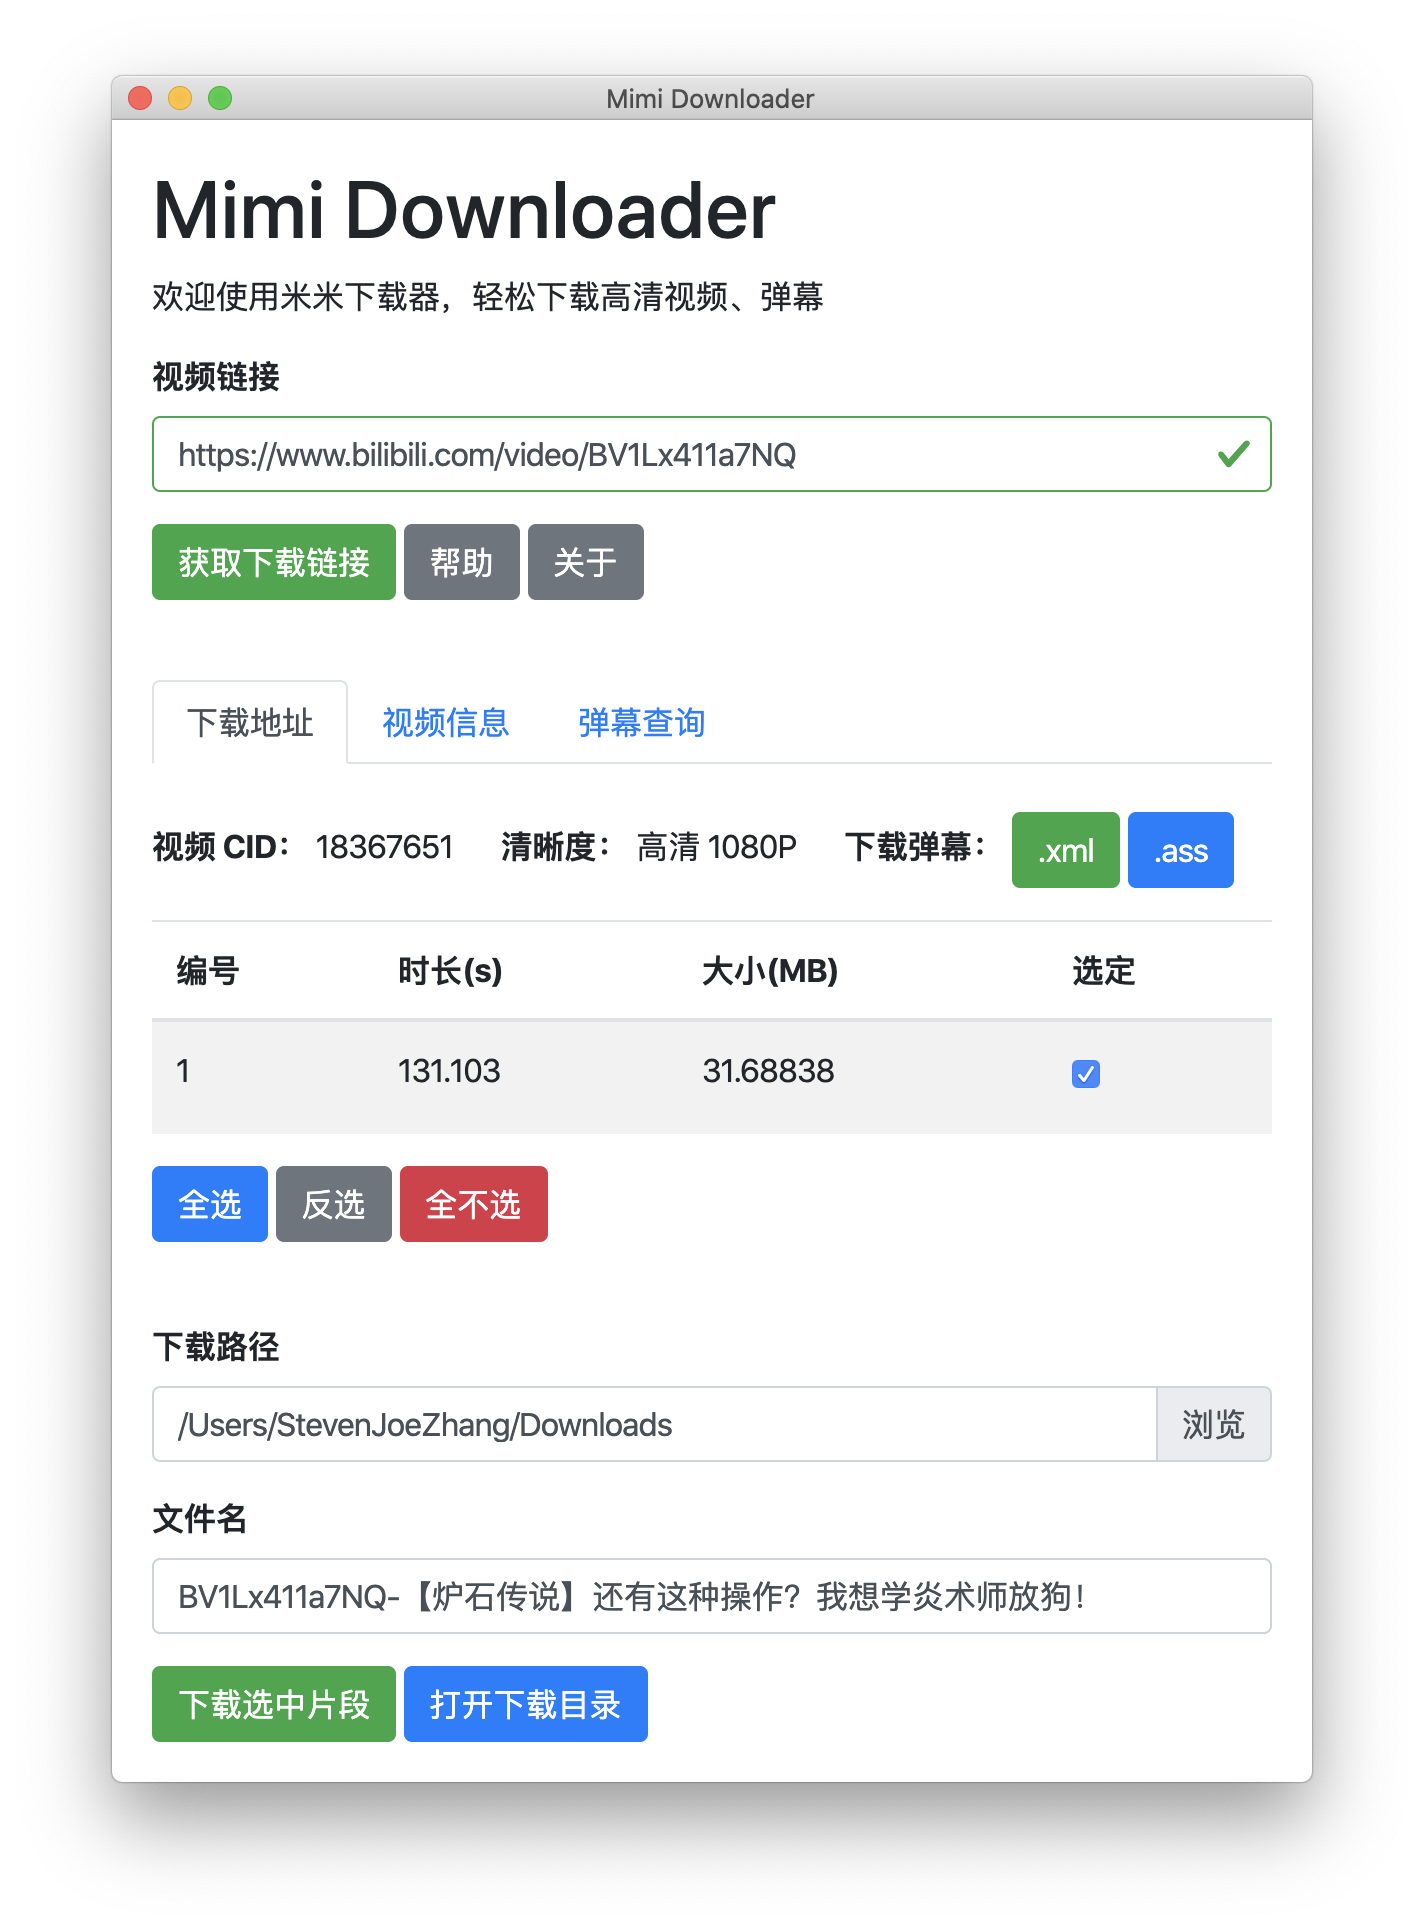 Mimi Downloader
Mimi Downloader
欢迎使用米米下载器，轻松下载高清视频、弹幕
视频链接
https://www.bilibili.com/video/BV1Lx411a7NQ
获取下载链接 帮助 关于
下载地址 视频信息 弹幕查询
视频 CID： 18367651 清晰度： 高清 1080P 下载弹幕： .xml .ass
编号 时长(s) 大小(MB) 选定
1 131.103 31.68838
全选 反选 全不选
下载路径
/Users/StevenJoeZhang/Downloads 浏览
文件名
BV1Lx411a7NQ-【炉石传说】还有这种操作？我想学炎术师放狗！
下载选中片段 打开下载目录